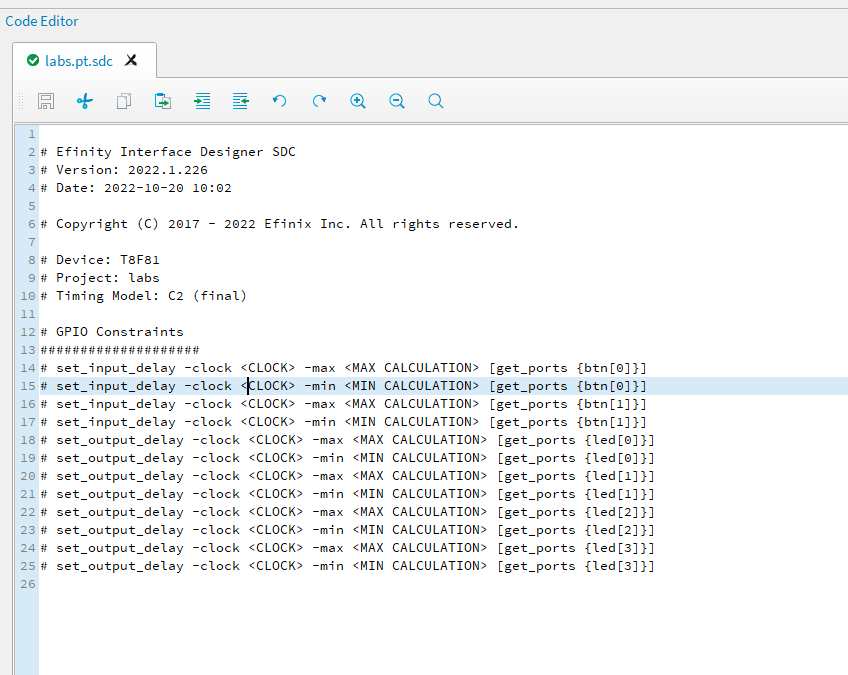 Code Editor
labs.pt.sdc
1
2 # Efinity Interface Designer SDC
3 # Version: 2022.1.226
4 # Date: 2022-10-20 10:02
5
6 # Copyright (C) 2017 - 2022 Efinix Inc. All rights reserved.
7
8 # Device: T8F81
9 # Project: labs
10 # Timing Model: C2 (final)
11
12 # GPIO Constraints
13 ####################
14 # set_input_delay -clock <CLOCK> -max <MAX CALCULATION> [get_ports {btn[0]}]
15 # set_input_delay -clock <CLOCK> -min <MIN CALCULATION> [get_ports {btn[0]}]
16 # set_input_delay -clock <CLOCK> -max <MAX CALCULATION> [get_ports {btn[1]}]
17 # set_input_delay -clock <CLOCK> -min <MIN CALCULATION> [get_ports {btn[1]}]
18 # set_output_delay -clock <CLOCK> -max <MAX CALCULATION> [get_ports {led[0]}]
19 # set_output_delay -clock <CLOCK> -min <MIN CALCULATION> [get_ports {led[0]}]
20 # set_output_delay -clock <CLOCK> -max <MAX CALCULATION> [get_ports {led[1]}]
21 # set_output_delay -clock <CLOCK> -min <MIN CALCULATION> [get_ports {led[1]}]
22 # set_output_delay -clock <CLOCK> -max <MAX CALCULATION> [get_ports {led[2]}]
23 # set_output_delay -clock <CLOCK> -min <MIN CALCULATION> [get_ports {led[2]}]
24 # set_output_delay -clock <CLOCK> -max <MAX CALCULATION> [get_ports {led[3]}]
25 # set_output_delay -clock <CLOCK> -min <MIN CALCULATION> [get_ports {led[3]}]
26